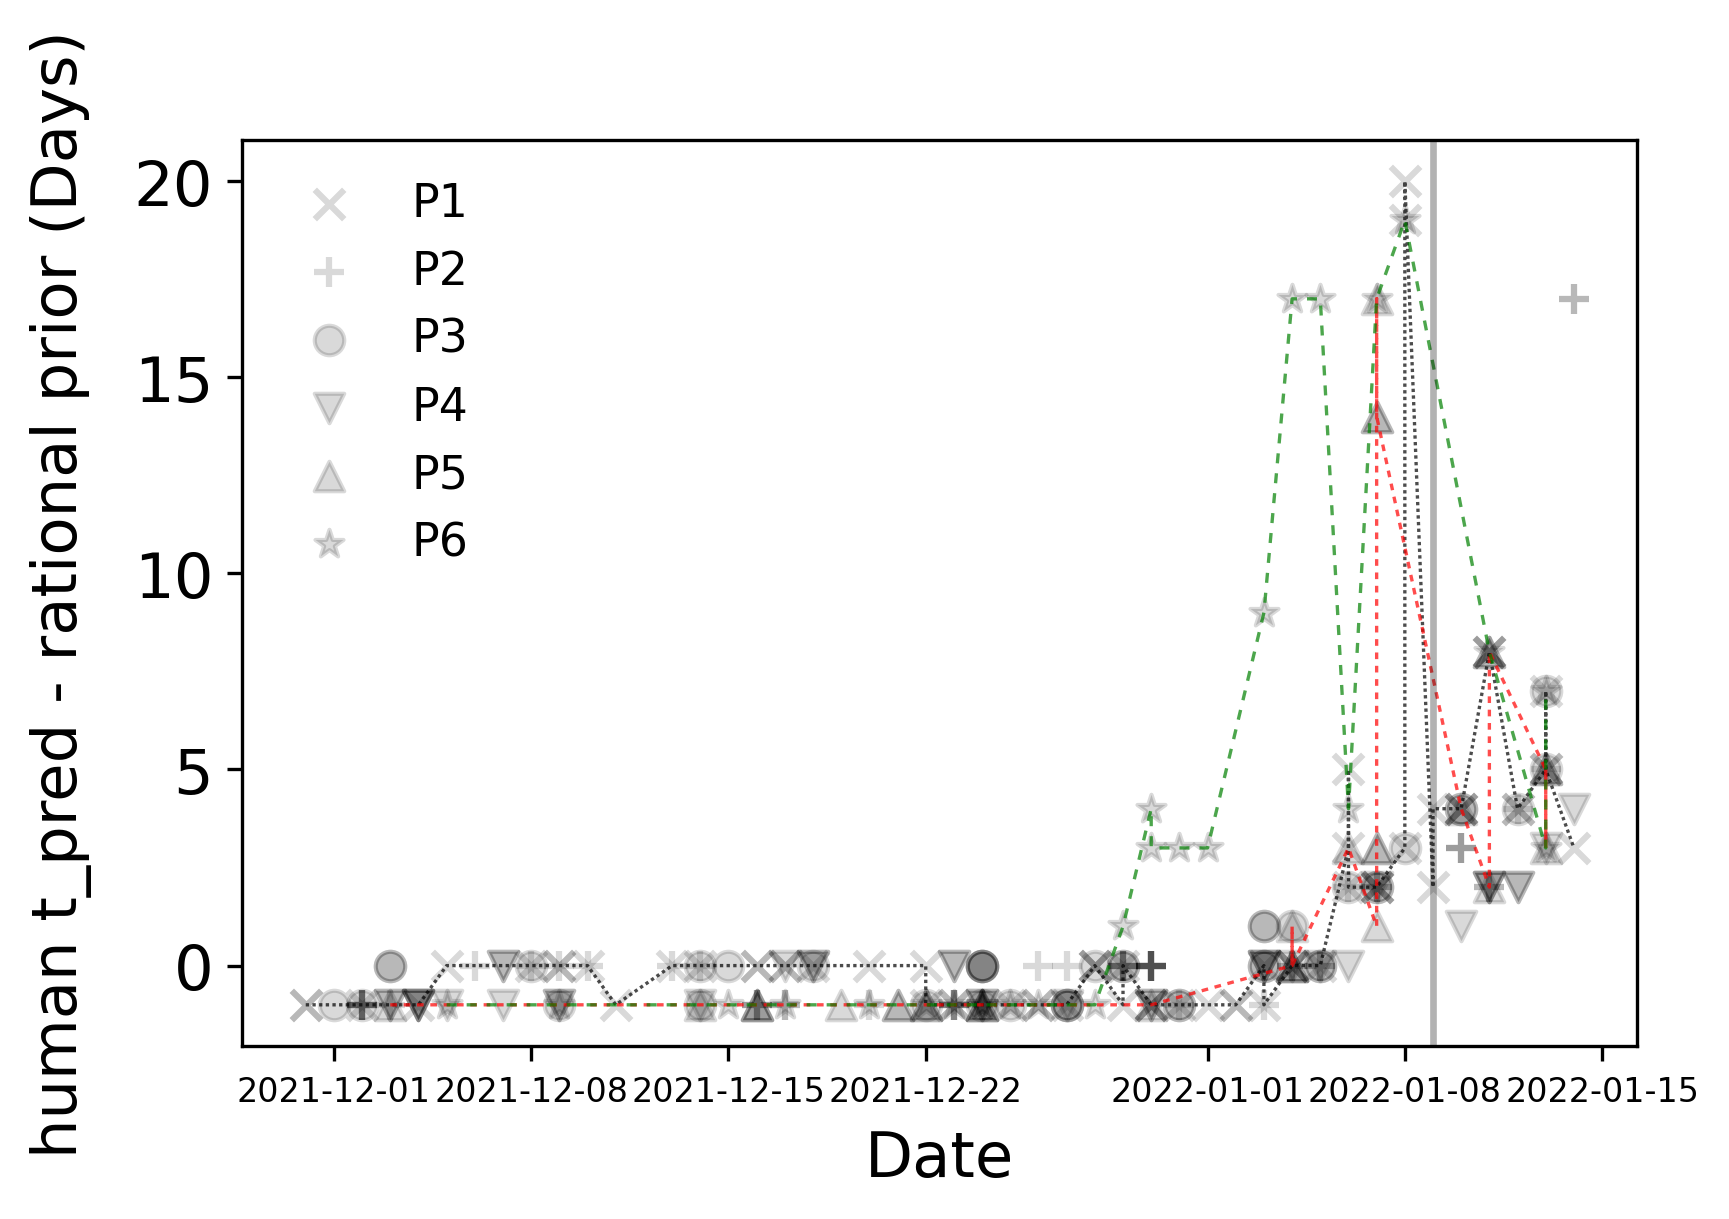 human t_pred - rational prior (Days)
20
15
10
5
0
P1
P2
P3
P4
P5
P6
2021-12-01 2021-12-08 2021-12-15 2021-12-22 2022-01-01 2022-01-08 2022-01-15
Date